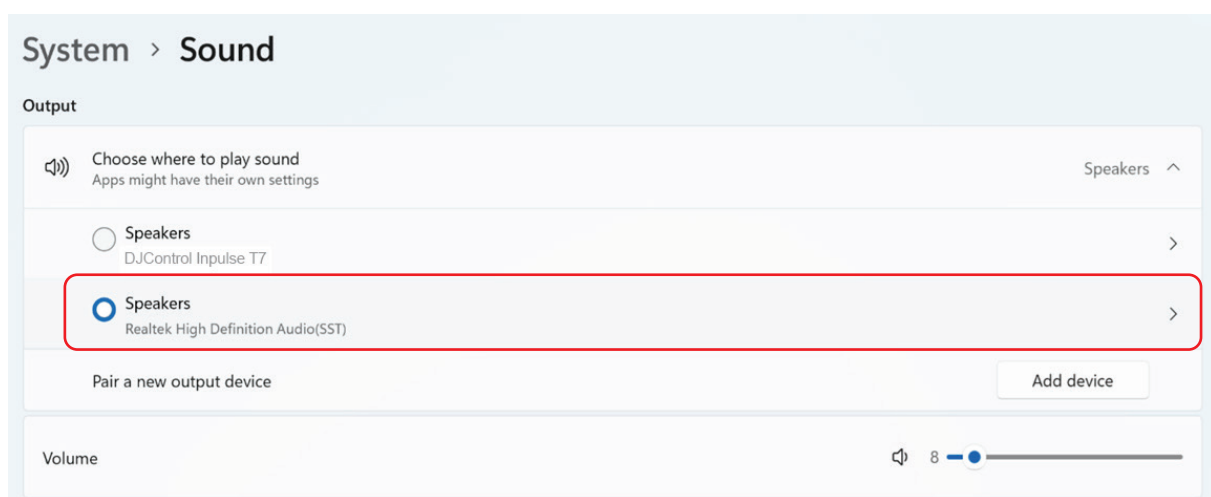 System > Sound
Output
Choose where to play sound
Apps might have their own settings
Speakers
Speakers
DJControl Inpulse T7
Speakers
Realtek High Definition Audio(SST)
Pair a new output device
Add device
Volume
8